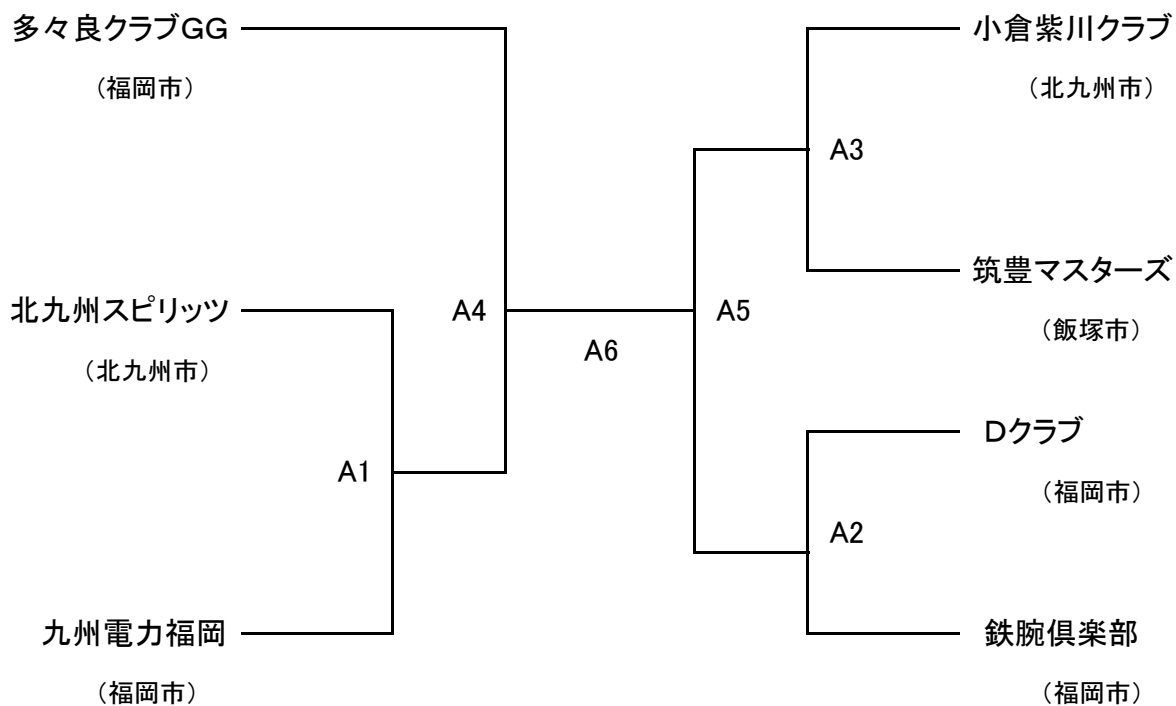 多々良クラブGG
(福岡市)
北九州スピリッツ
(北九州市)
九州電力福岡
(福岡市)
A1
A4
A6
A5
A3
A2
小倉紫川クラブ
(北九州市)
筑豊マスターズ
(飯塚市)
Dクラブ
(福岡市)
鉄腕倶楽部
(福岡市)